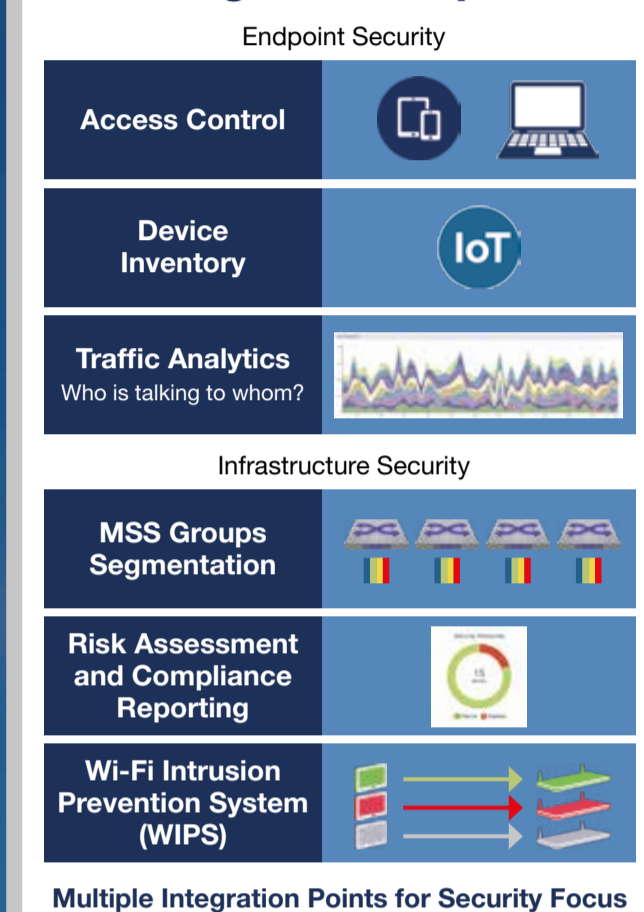 Endpoint Security
Access Control
Device
Inventory
IoT
Traffic Analytics
Who is talking to whom?
Infrastructure Security
MSS Groups
Segmentation
Risk Assessment
and Compliance
Reporting
15
Wi-Fi Intrusion
Prevention System
(WIPS)
Multiple Integration Points for Security Focus